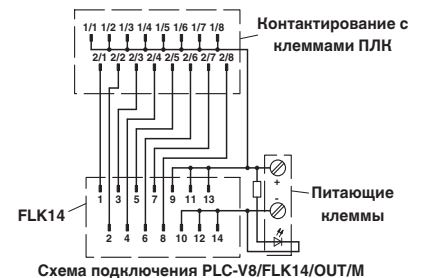 1/1 1/2 1/3 1/4 1/5 1/6 1/7 1/8
Контактирование с
клеммами ПЛК
2/1 2/2 2/3 2/4 2/5 2/6 2/7 2/8
1 3 5 7 9 11 13
+
-
Питающие
клеммы
FLK14
2 4 6 8 10 12 14
Схема подключения PLC-V8/FLK14/OUT/M